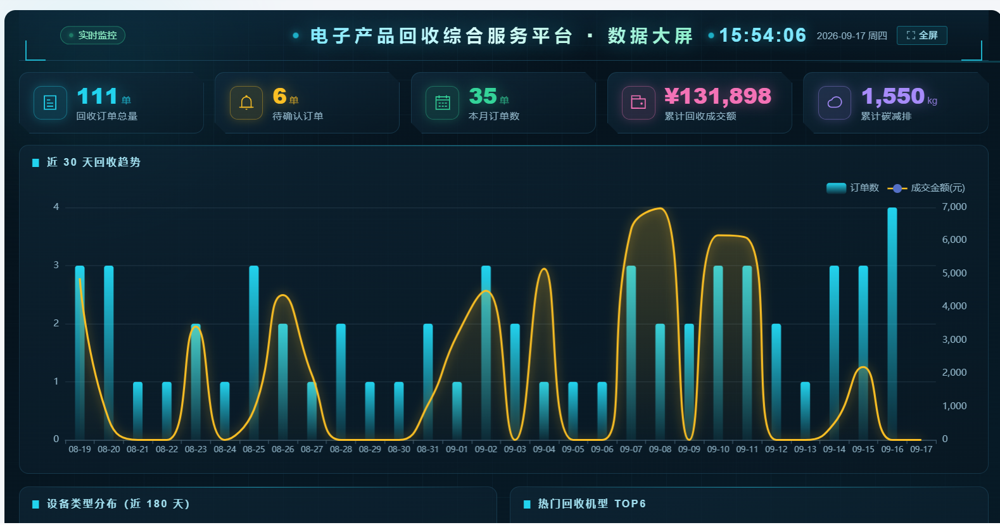 实时监控
电子产品回收综合服务平台 · 数据大屏
15:54:06 2026-09-17 周四 全屏
111 单
回收订单总量
6 单
待确认订单
35 单
本月订单数
¥131,898
累计回收成交额
1,550 kg
累计碳减排
近 30 天回收趋势
订单数 成交金额(元)
4
3
2
1
0
7,000
6,000
5,000
4,000
3,000
2,000
1,000
0
08-19 08-20 08-21 08-22 08-23 08-24 08-25 08-26 08-27 08-28 08-29 08-30 08-31 09-01 09-02 09-03 09-04 09-05 09-06 09-07 09-08 09-09 09-10 09-11 09-12 09-13 09-14 09-15 09-16 09-17
设备类型分布 (近 180 天)
热门回收机型 TOP6